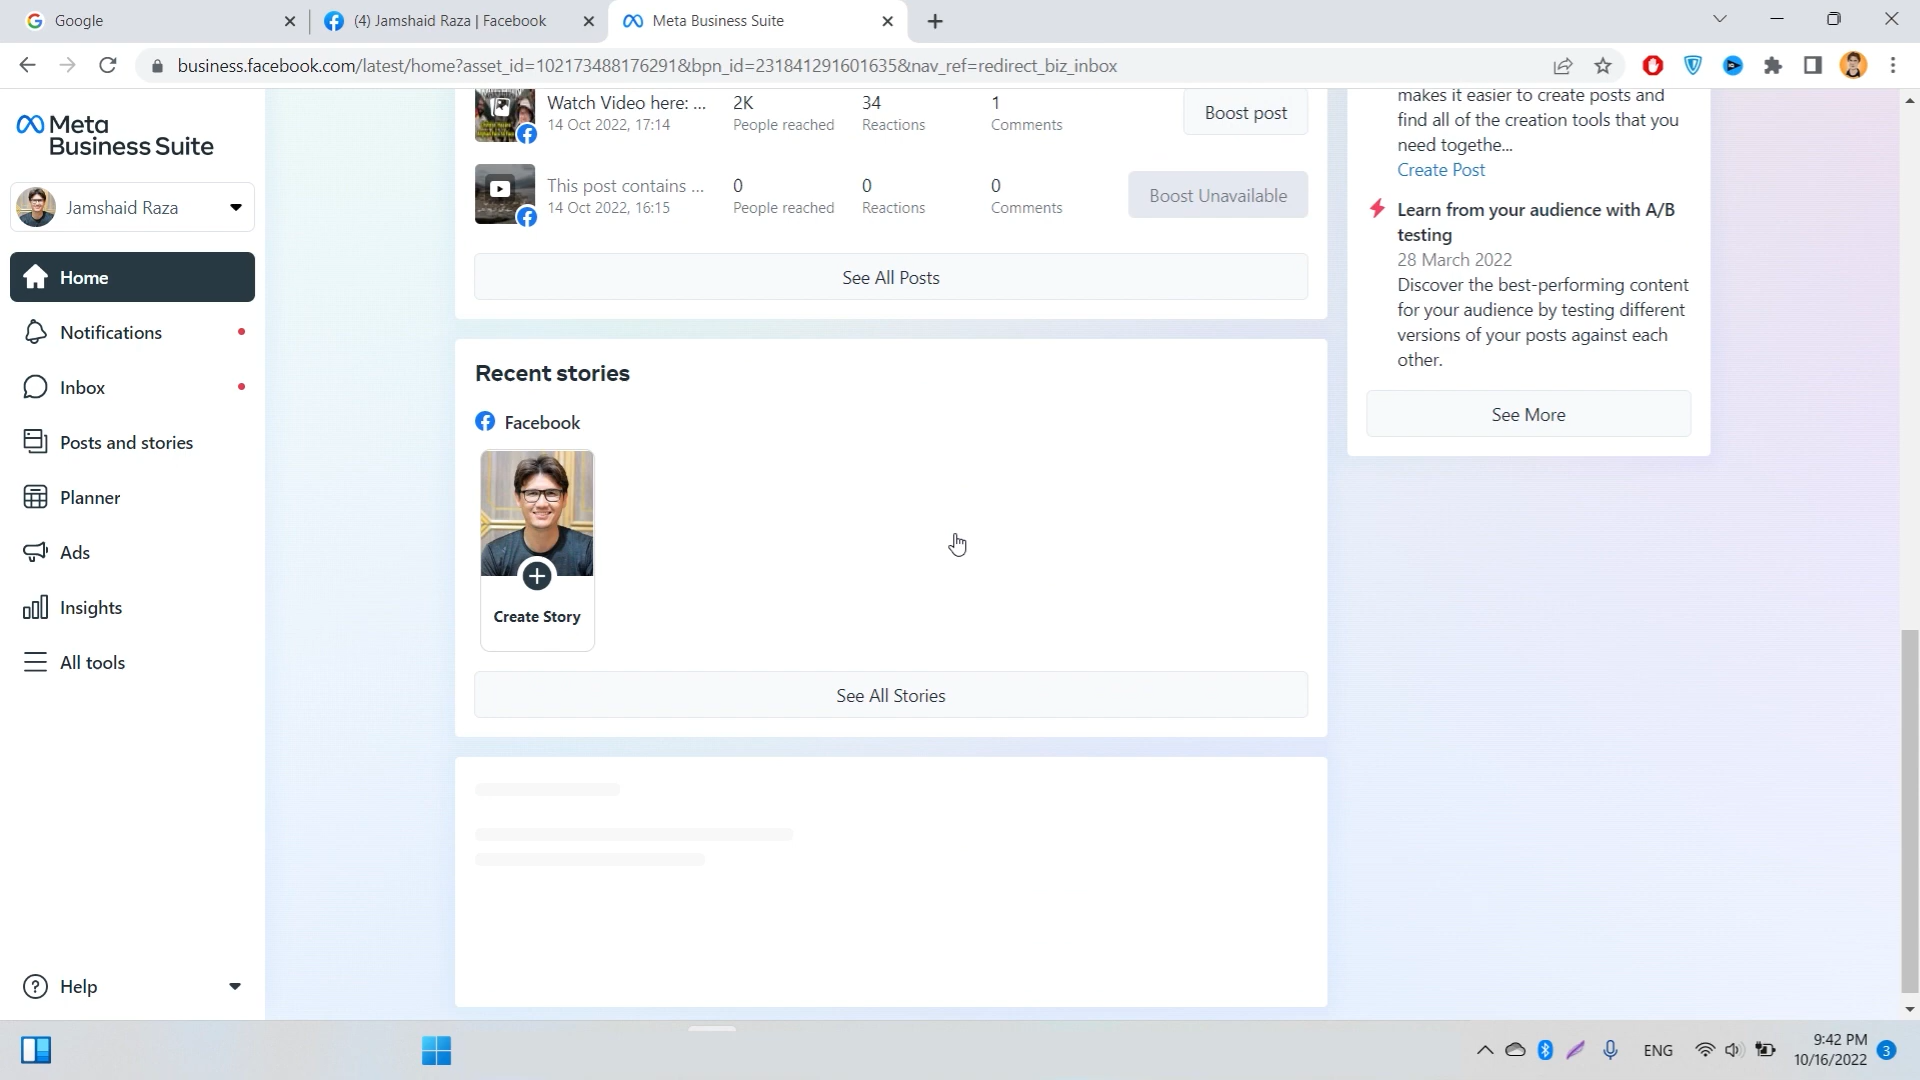 Google
(4) Jamshaid Raza | Facebook
Meta Business Suite
business.facebook.com/latest/home?asset_id=102173488176291&bpn_id=231841291601635&nav_ref=redirect_biz_inbox
Meta
Business Suite
Jamshaid Raza
Home
Notifications
Inbox
Posts and stories
Planner
Ads
Insights
All tools
Help
Watch Video here: ...
2K
34
1
Boost post
14 Oct 2022, 17:14
People reached
Reactions
Comments
This post contains ...
0
0
0
Boost Unavailable
14 Oct 2022, 16:15
People reached
Reactions
Comments
See All Posts
Recent stories
Facebook
Create Story
See All Stories
makes it easier to create posts and
find all of the creation tools that you
need togethe...
Create Post
Learn from your audience with A/B
testing
28 March 2022
Discover the best-performing content
for your audience by testing different
versions of your posts against each
other.
See More
ENG
9:42 PM
10/16/2022
3